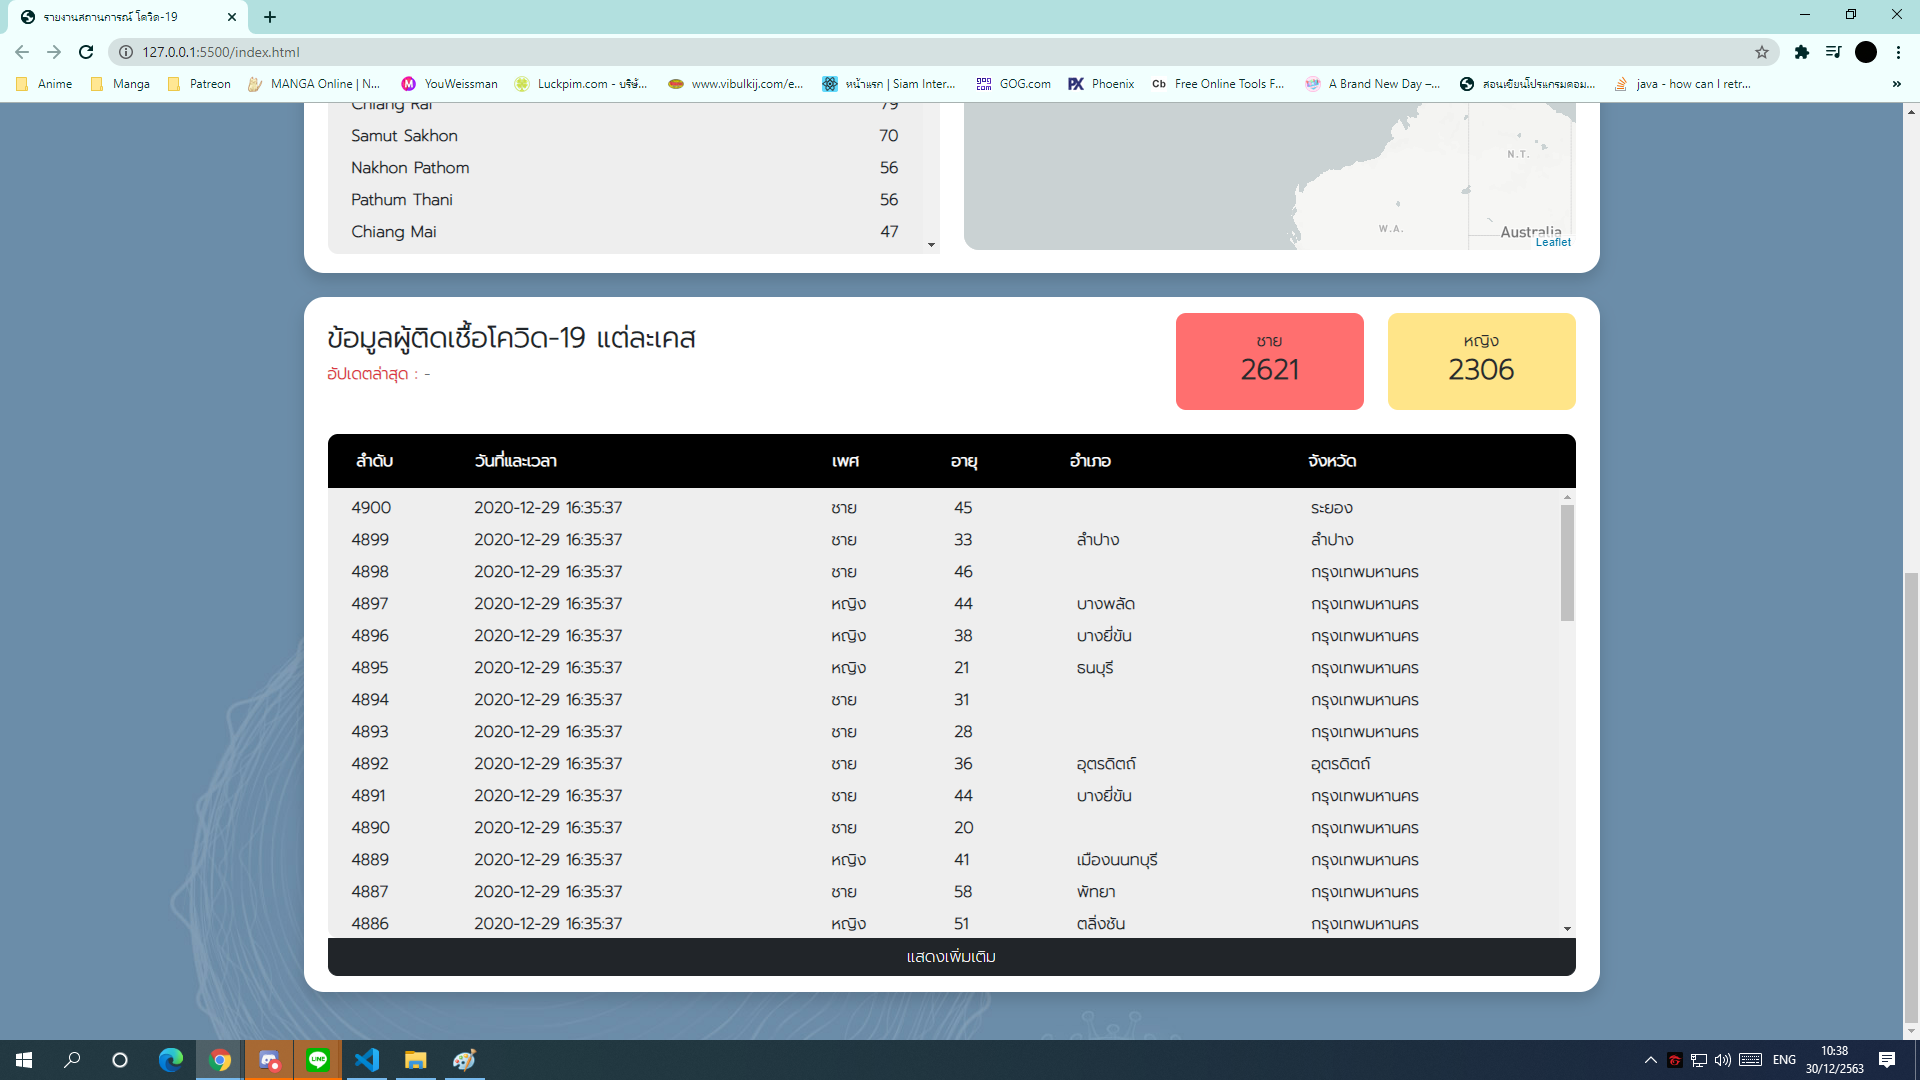 รายงานสถานการณ์ โควิด-19
127.0.0.1:5500/index.html
Anime Manga Patreon MANGA Online | N... YouWeissman Luckpim.com - บริษั... www.vibulkij.com/e... หน้าแรก | Siam Inter... GOG.com Phoenix Free Online Tools F... A Brand New Day –... สอนเขียนโปรแกรมตอม... java - how can I retr... »
Chiang Rai 79
Samut Sakhon 70
Nakhon Pathom 56
Pathum Thani 56
Chiang Mai 47
N.T.
W.A.
Australia
Leaflet
ข้อมูลผู้ติดเชื้อโควิด-19 แต่ละเคส
อัปเดตล่าสุด : -
ชาย
2621
หญิง
2306
ลำดับ วันที่และเวลา เพศ อายุ อำเภอ จังหวัด
4900 2020-12-29 16:35:37 ชาย 45 ระยอง
4899 2020-12-29 16:35:37 ชาย 33 ลำปาง ลำปาง
4898 2020-12-29 16:35:37 ชาย 46 กรุงเทพมหานคร
4897 2020-12-29 16:35:37 หญิง 44 บางพลัด กรุงเทพมหานคร
4896 2020-12-29 16:35:37 หญิง 38 บางยี่ขัน กรุงเทพมหานคร
4895 2020-12-29 16:35:37 หญิง 21 ธนบุรี กรุงเทพมหานคร
4894 2020-12-29 16:35:37 ชาย 31 กรุงเทพมหานคร
4893 2020-12-29 16:35:37 ชาย 28 กรุงเทพมหานคร
4892 2020-12-29 16:35:37 ชาย 36 อุตรดิตถ์ อุตรดิตถ์
4891 2020-12-29 16:35:37 ชาย 44 บางยี่ขัน กรุงเทพมหานคร
4890 2020-12-29 16:35:37 ชาย 20 กรุงเทพมหานคร
4889 2020-12-29 16:35:37 หญิง 41 เมืองนนทบุรี กรุงเทพมหานคร
4887 2020-12-29 16:35:37 ชาย 58 พัทยา กรุงเทพมหานคร
4886 2020-12-29 16:35:37 หญิง 51 ตลิ่งชัน กรุงเทพมหานคร
แสดงเพิ่มเติม
ENG
10:38
30/12/2563